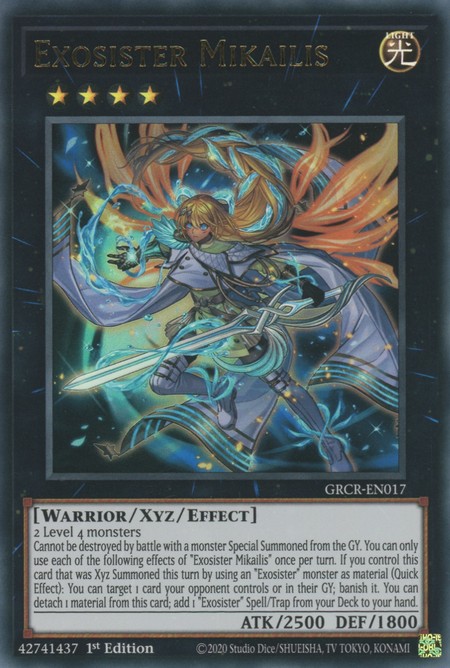 EXOSISTER MIKAILIS
LIGHT
光
GRCR-EN017
[WARRIOR/XYZ/EFFECT]
2 Level 4 monsters
Cannot be destroyed by battle with a monster Special Summoned from the GY. You can only
use each of the following effects of "Exosister Mikailis" once per turn. If you control this
card that was Xyz Summoned this turn by using an "Exosister" monster as material (Quick
Effect): You can target 1 card your opponent controls or in their GY; banish it. You can
detach 1 material from this card; add 1 "Exosister" Spell/Trap from your Deck to your hand.
ATK/2500 DEF/1800
42741437 1st Edition ©2020 Studio Dice/SHUEISHA, TV TOKYO, KONAMI